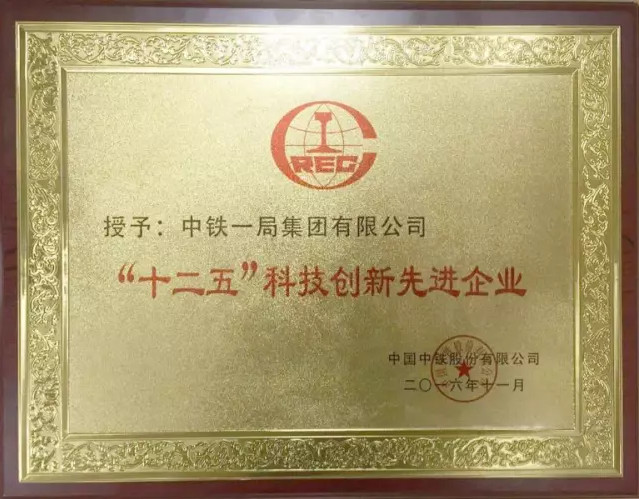 CREG
授予：中铁一局集团有限公司
“十二五”科技创新先进企业
中国中铁股份有限公司
二〇一六年十一月